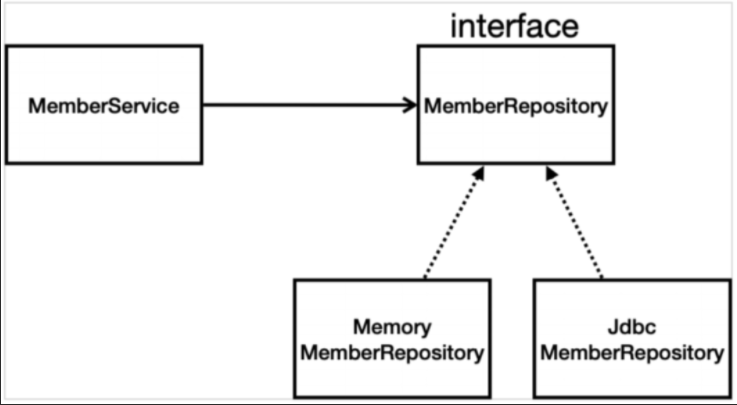 interface
MemberService
MemberRepository
Memory
MemberRepository
Jdbc
MemberRepository